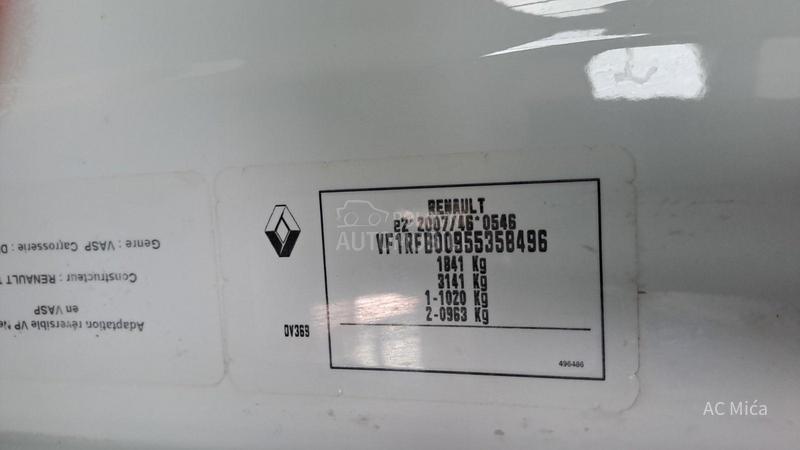 RENAULT
e2*2007/46*0546
VF1RFB00955358496
1841 Kg
3141 Kg
1-1020 Kg
2-0963 Kg
0V369
496486
Adaptation réversible VP
en VASP
Constructeur : RENAULT
Genre : VASP Carrosserie : D
AC Mića